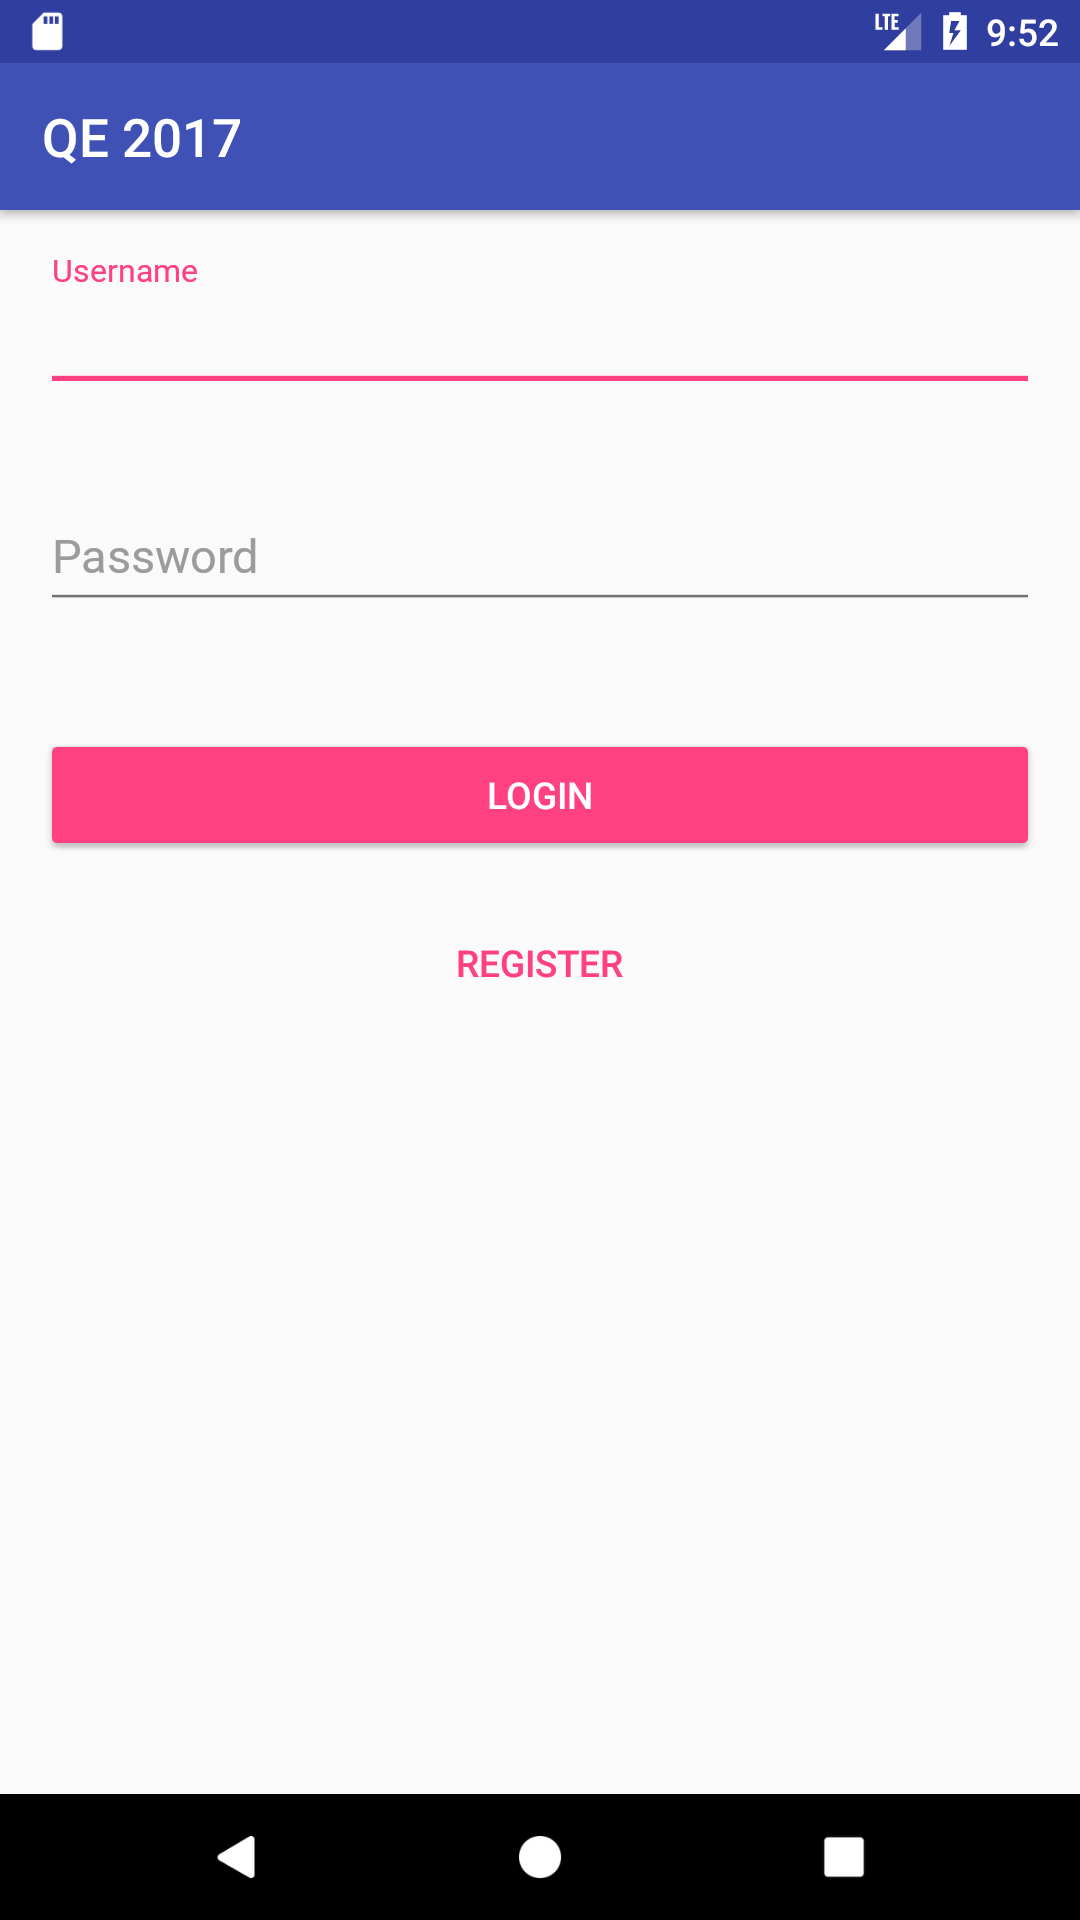 LTE 9:52
QE 2017
Username
Password
LOGIN
REGISTER